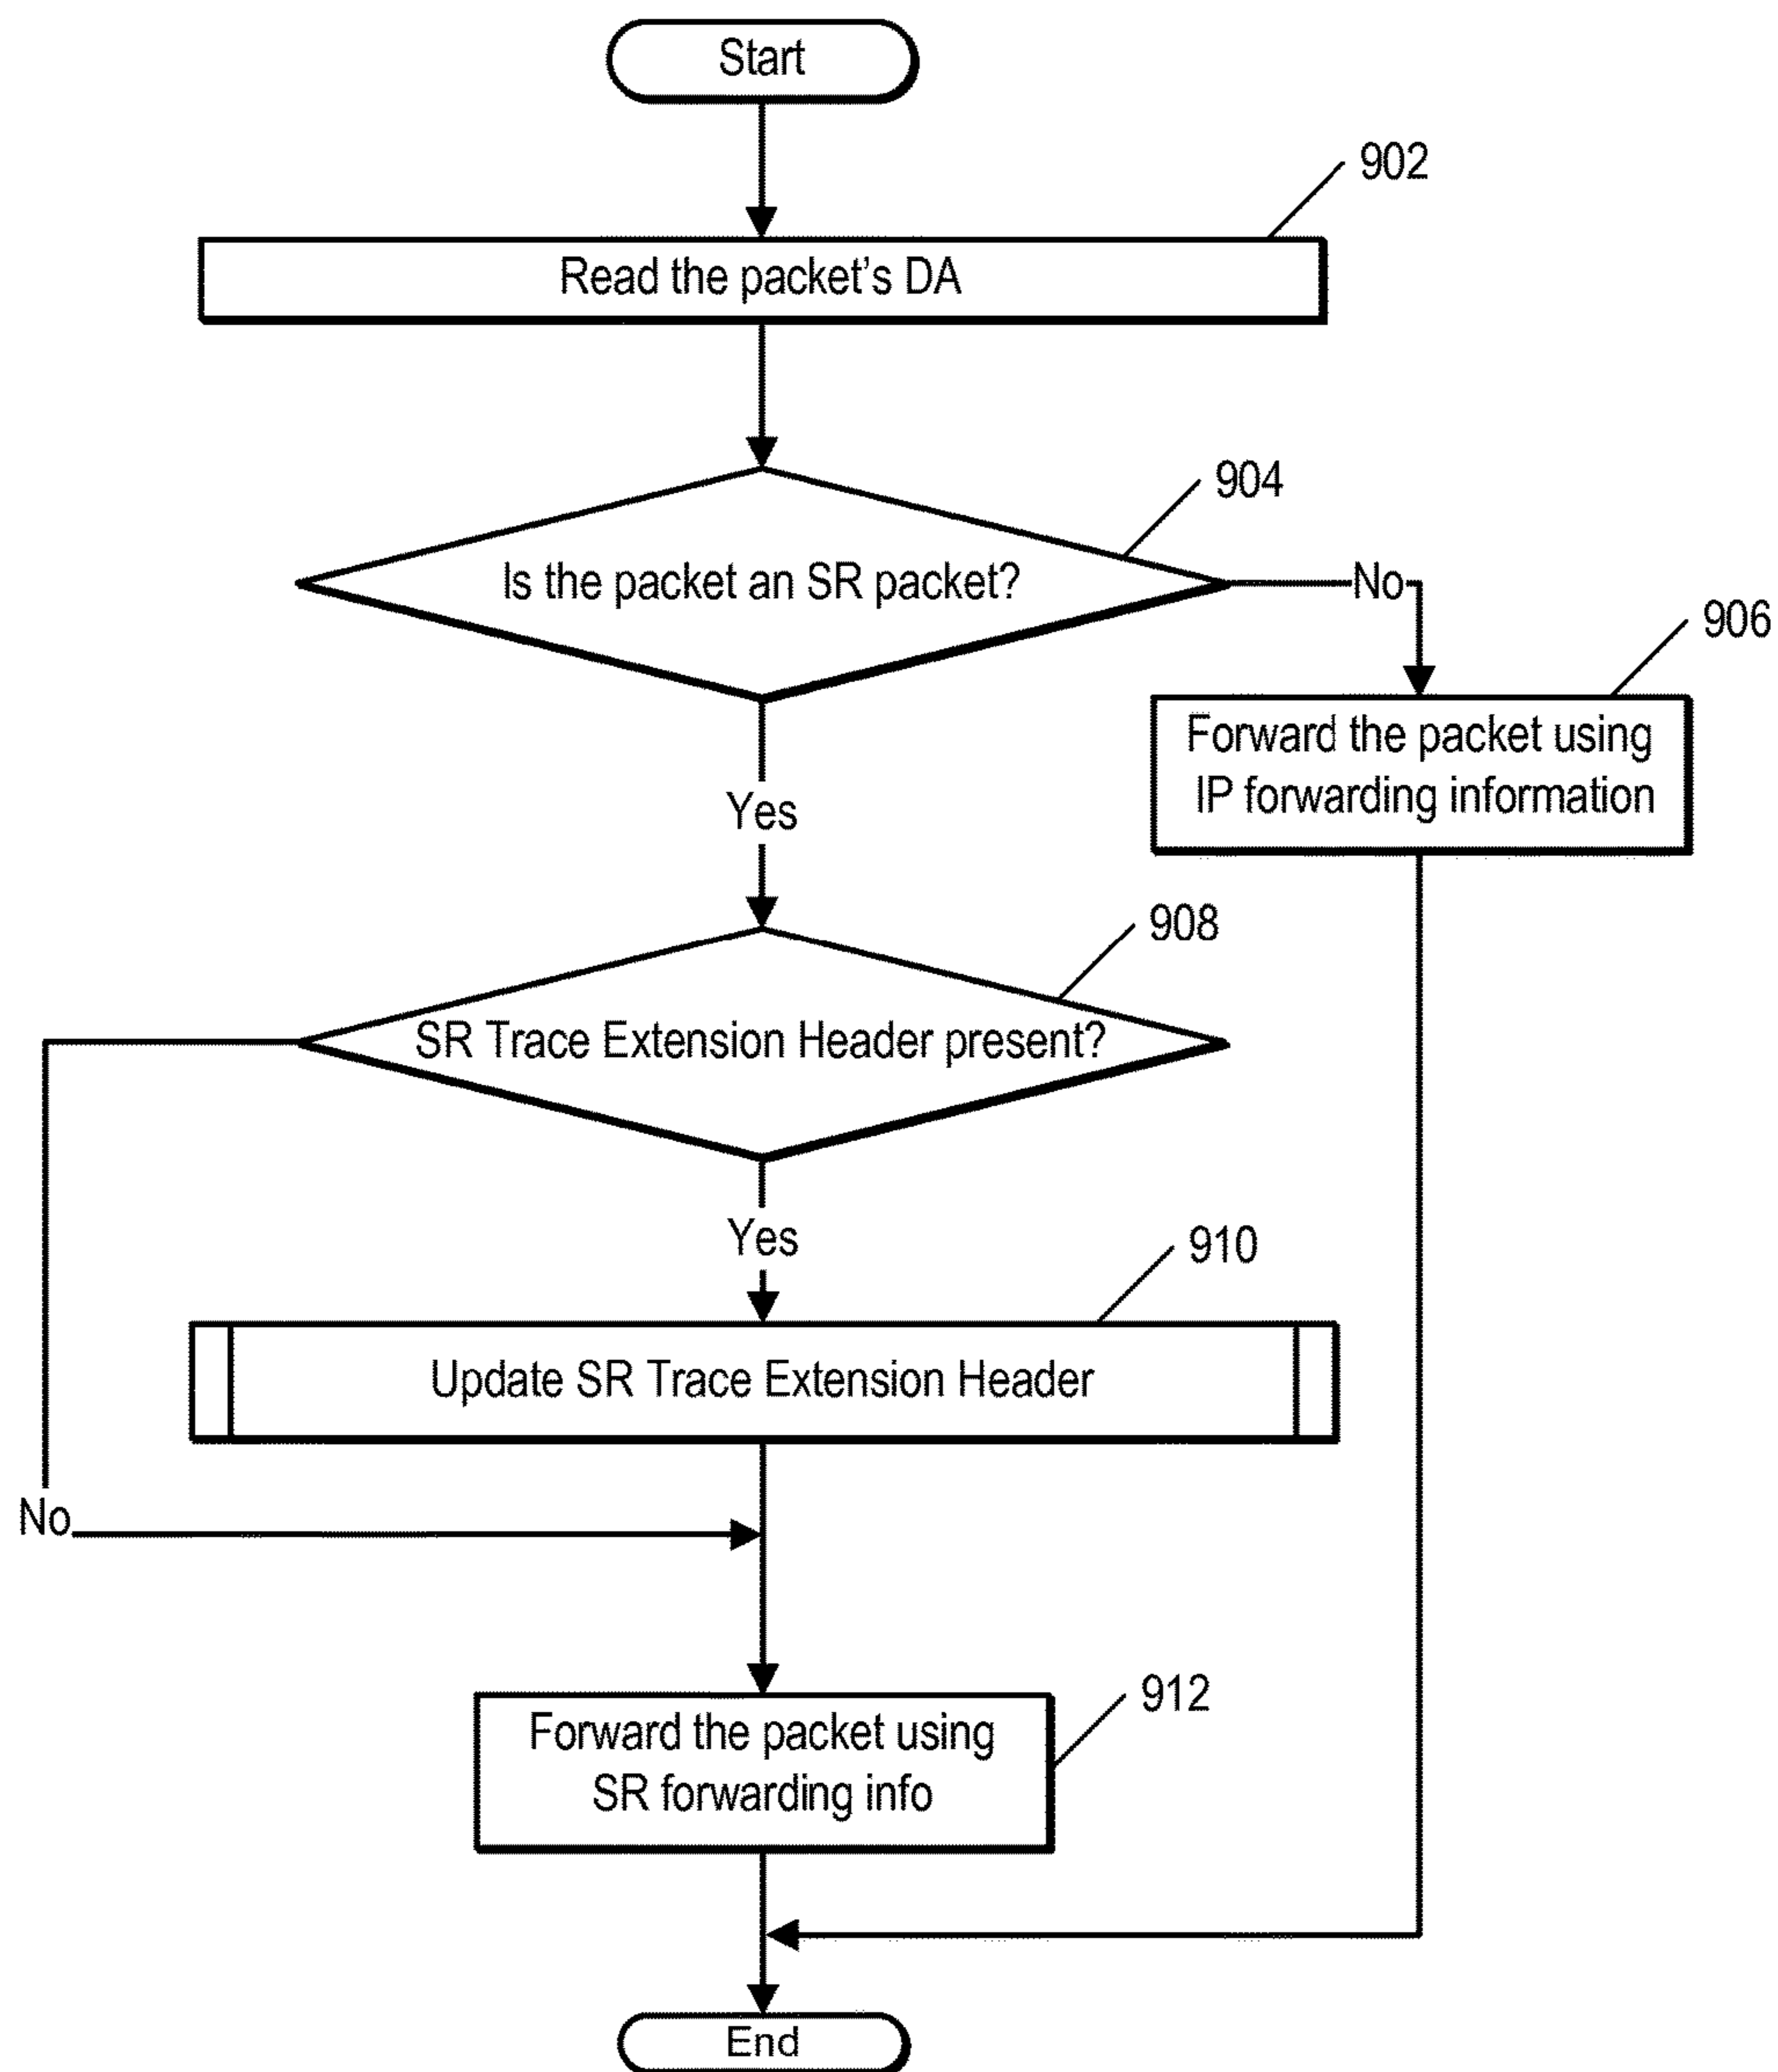 Start
902
Read the packet's DA
904
Is the packet an SR packet?
No
906
Forward the packet using
IP forwarding information
Yes
908
SR Trace Extension Header present?
Yes
910
Update SR Trace Extension Header
No
912
Forward the packet using
SR forwarding info
End